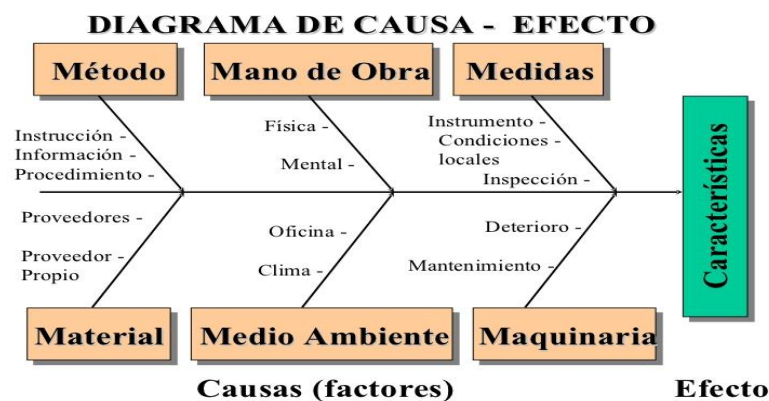 DIAGRAMA DE CAUSA - EFECTO
Método
Mano de Obra
Medidas
Instrucción -
Información -
Procedimiento -
Física -
Mental -
Instrumento -
Condiciones -
locales
Inspección -
Características
Proveedores -
Proveedor -
Propio
Oficina -
Clima -
Deterioro -
Mantenimiento -
Material
Medio Ambiente
Maquinaria
Causas (factores)
Efecto